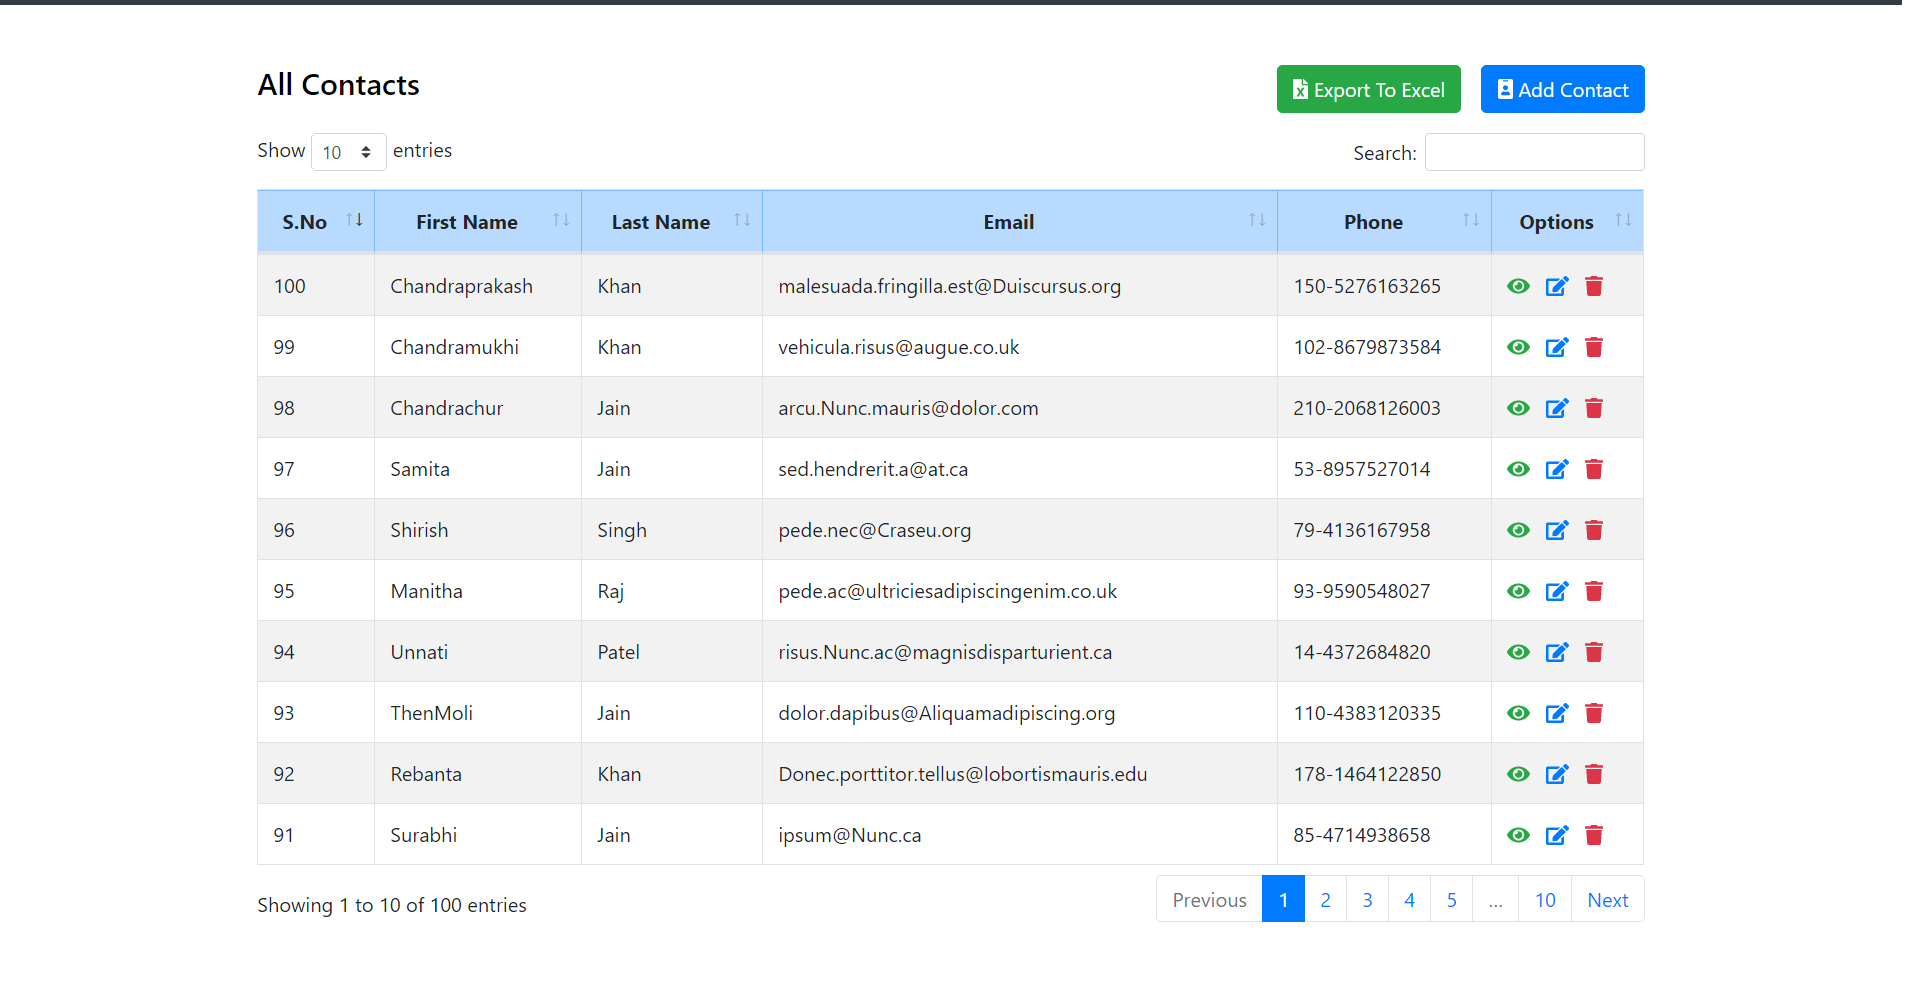 All Contacts
Export To Excel
Add Contact
Show 10 entries
Search:
S.No First Name Last Name Email Phone Options
100 Chandraprakash Khan malesuada.fringilla.est@Duiscursus.org 150-5276163265
99 Chandramukhi Khan vehicula.risus@augue.co.uk 102-8679873584
98 Chandrachur Jain arcu.Nunc.mauris@dolor.com 210-2068126003
97 Samita Jain sed.hendrerit.a@at.ca 53-8957527014
96 Shirish Singh pede.nec@Craseu.org 79-4136167958
95 Manitha Raj pede.ac@ultriciesadipiscingenim.co.uk 93-9590548027
94 Unnati Patel risus.Nunc.ac@magnisdisparturient.ca 14-4372684820
93 ThenMoli Jain dolor.dapibus@Aliquamadipiscing.org 110-4383120335
92 Rebanta Khan Donec.porttitor.tellus@lobortismauris.edu 178-1464122850
91 Surabhi Jain ipsum@Nunc.ca 85-4714938658
Showing 1 to 10 of 100 entries
Previous 1 2 3 4 5 ... 10 Next